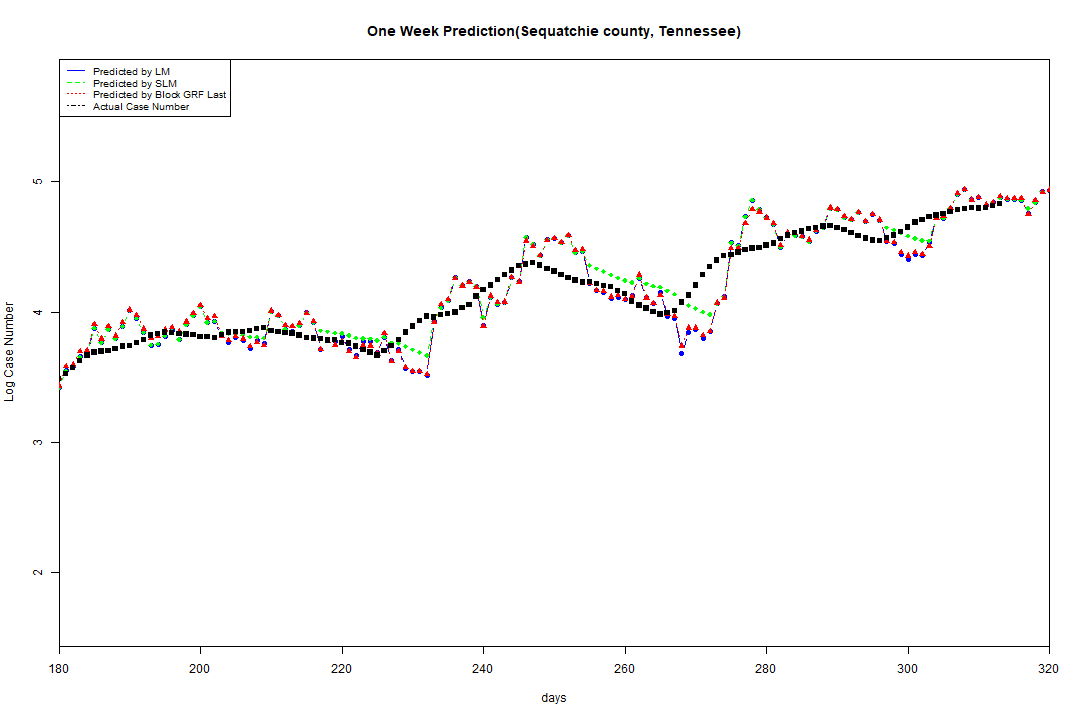 One Week Prediction(Sequatchie county, Tennessee)
Predicted by LM
Predicted by SLM
Predicted by Block GRF Last
Actual Case Number
5
4
3
2
Log Case Number
180 200 220 240 260 280 300 320
days